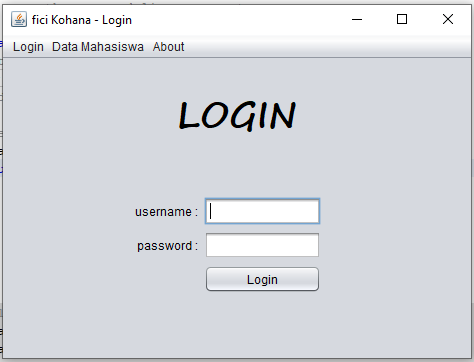 fici Kohana - Login
Login Data Mahasiswa About
LOGIN
username :
password :
Login